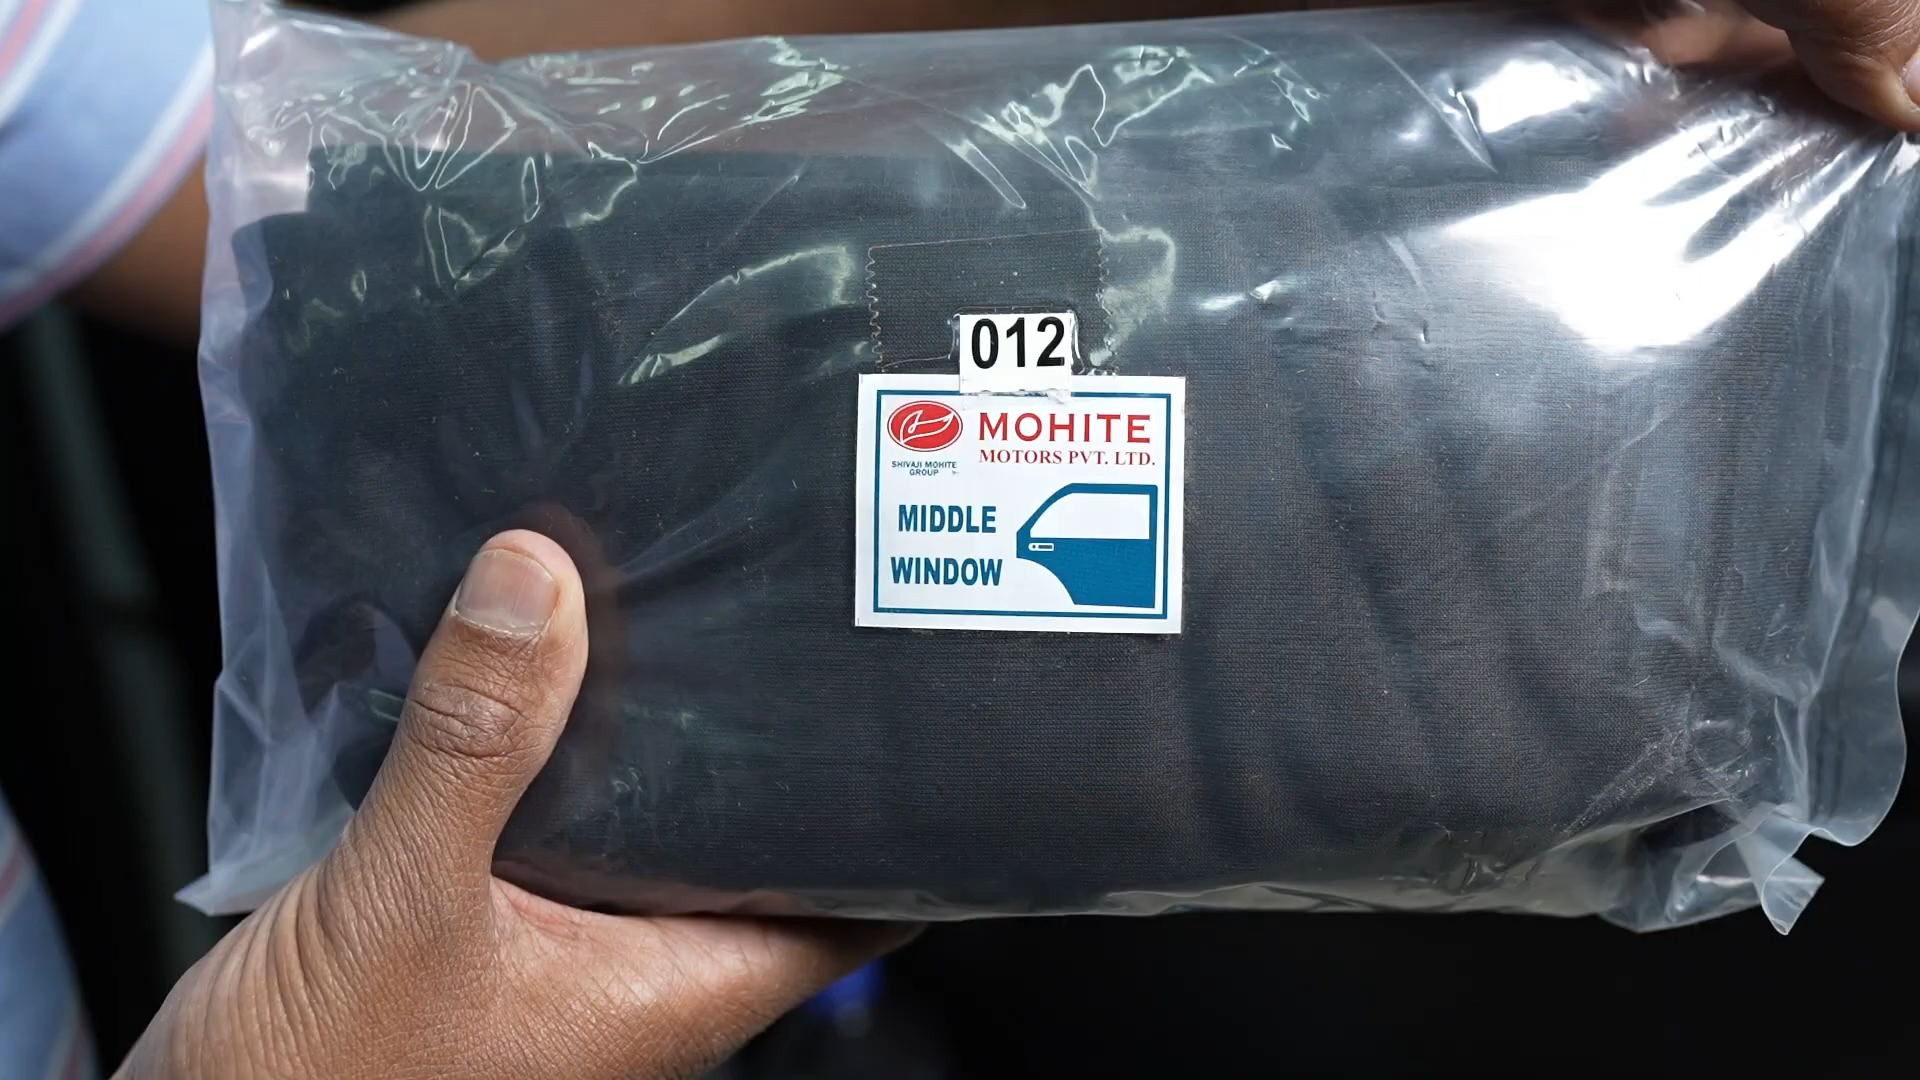 012
MOHITE
MOTORS PVT. LTD.
SHIVAJI MOHITE
GROUP
MIDDLE
WINDOW